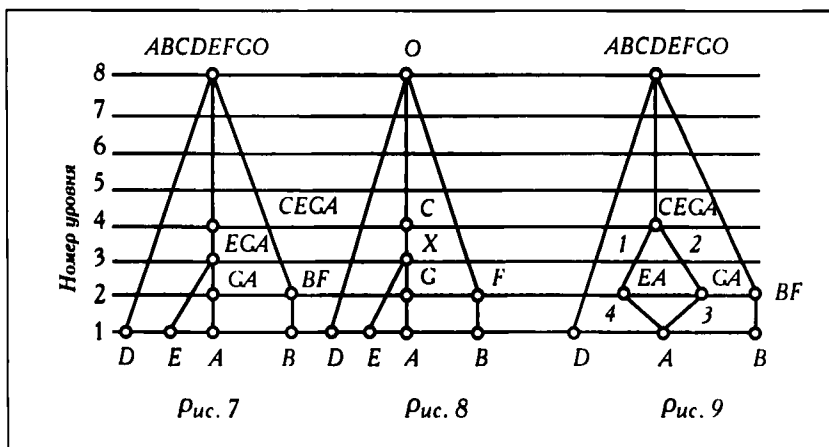 ABCDEFGO O ABCDEFGO
Номер уровня
8
7
6
5
4 CEGA C CEGA
3 EGA X 1 2
2 GA BF G F EA GA BF
4 3
1
D E A B D E A B D A B
Рис. 7 Рис. 8 Рис. 9